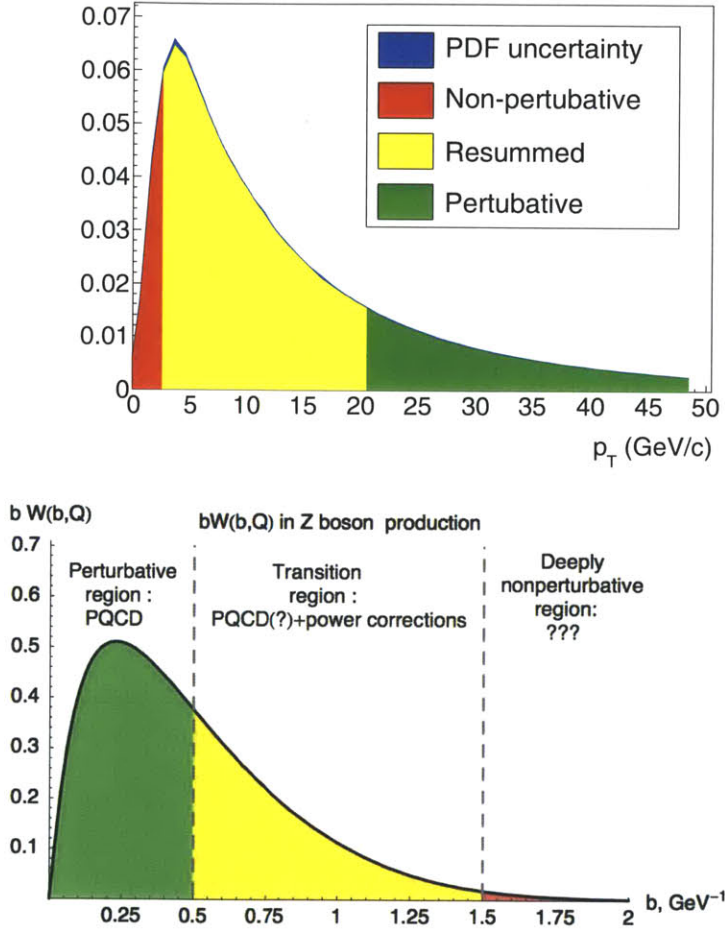 0.07
0.06
0.05
0.04
0.03
0.02
0.01
0
PDF uncertainty
Non-pertubative
Resummed
Pertubative
0 5 10 15 20 25 30 35 40 45 50
p_T (GeV/c)
b W(b,Q)
bW(b,Q) in Z boson production
0.7
0.6
0.5
0.4
0.3
0.2
0.1
Perturbative
region :
PQCD
Transition
region :
PQCD(?)+power corrections
Deeply
nonperturbative
region:
???
0.25 0.5 0.75 1 1.25 1.5 1.75 2
b, GeV⁻¹